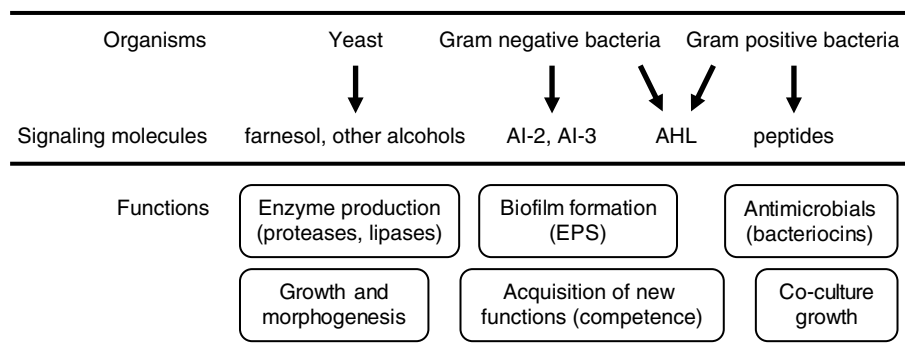 Organisms Yeast Gram negative bacteria Gram positive bacteria
Signaling molecules farnesol, other alcohols AI-2, AI-3 AHL peptides
Functions
Enzyme production
(proteases, lipases)
Biofilm formation
(EPS)
Antimicrobials
(bacteriocins)
Growth and
morphogenesis
Acquisition of new
functions (competence)
Co-culture
growth